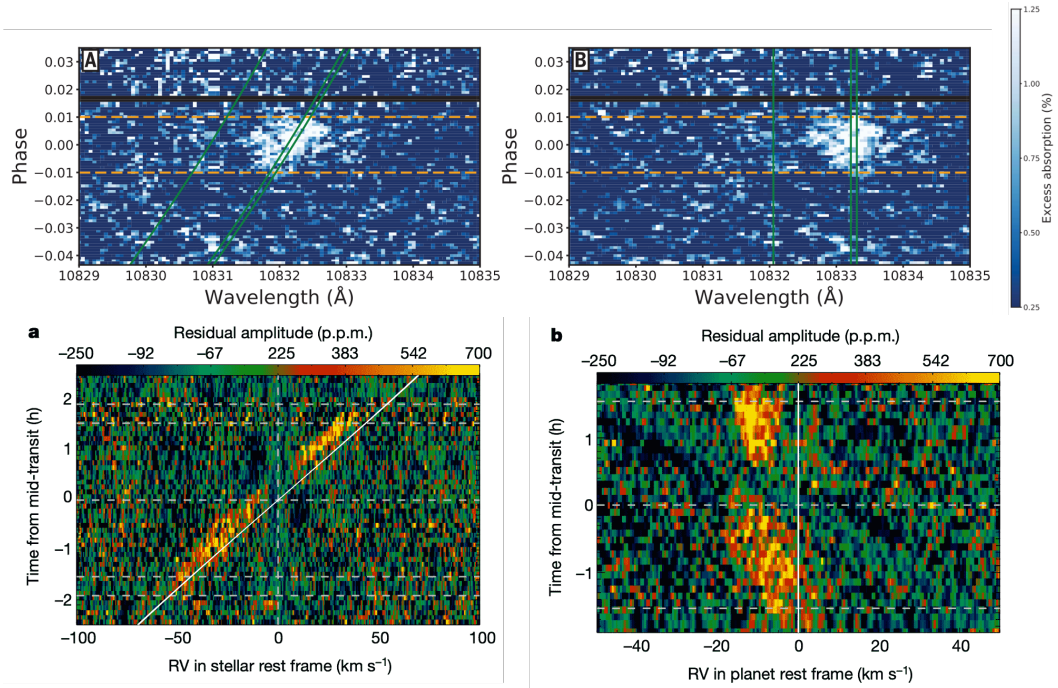 A
B
0.03
0.02
0.01
0.00
−0.01
−0.02
−0.03
−0.04
Phase
10829 10830 10831 10832 10833 10834 10835
Wavelength (Å)
0.03
0.02
0.01
0.00
−0.01
−0.02
−0.03
−0.04
Phase
10829 10830 10831 10832 10833 10834 10835
Wavelength (Å)
1.25
1.00
0.75
0.50
0.25
Excess absorption (%)
a
Residual amplitude (p.p.m.)
−250 −92 −67 225 383 542 700
2
1
0
−1
−2
Time from mid-transit (h)
−100 −50 0 50 100
RV in stellar rest frame (km s⁻¹)
b
Residual amplitude (p.p.m.)
−250 −92 −67 225 383 542 700
1
0
−1
Time from mid-transit (h)
−40 −20 0 20 40
RV in planet rest frame (km s⁻¹)